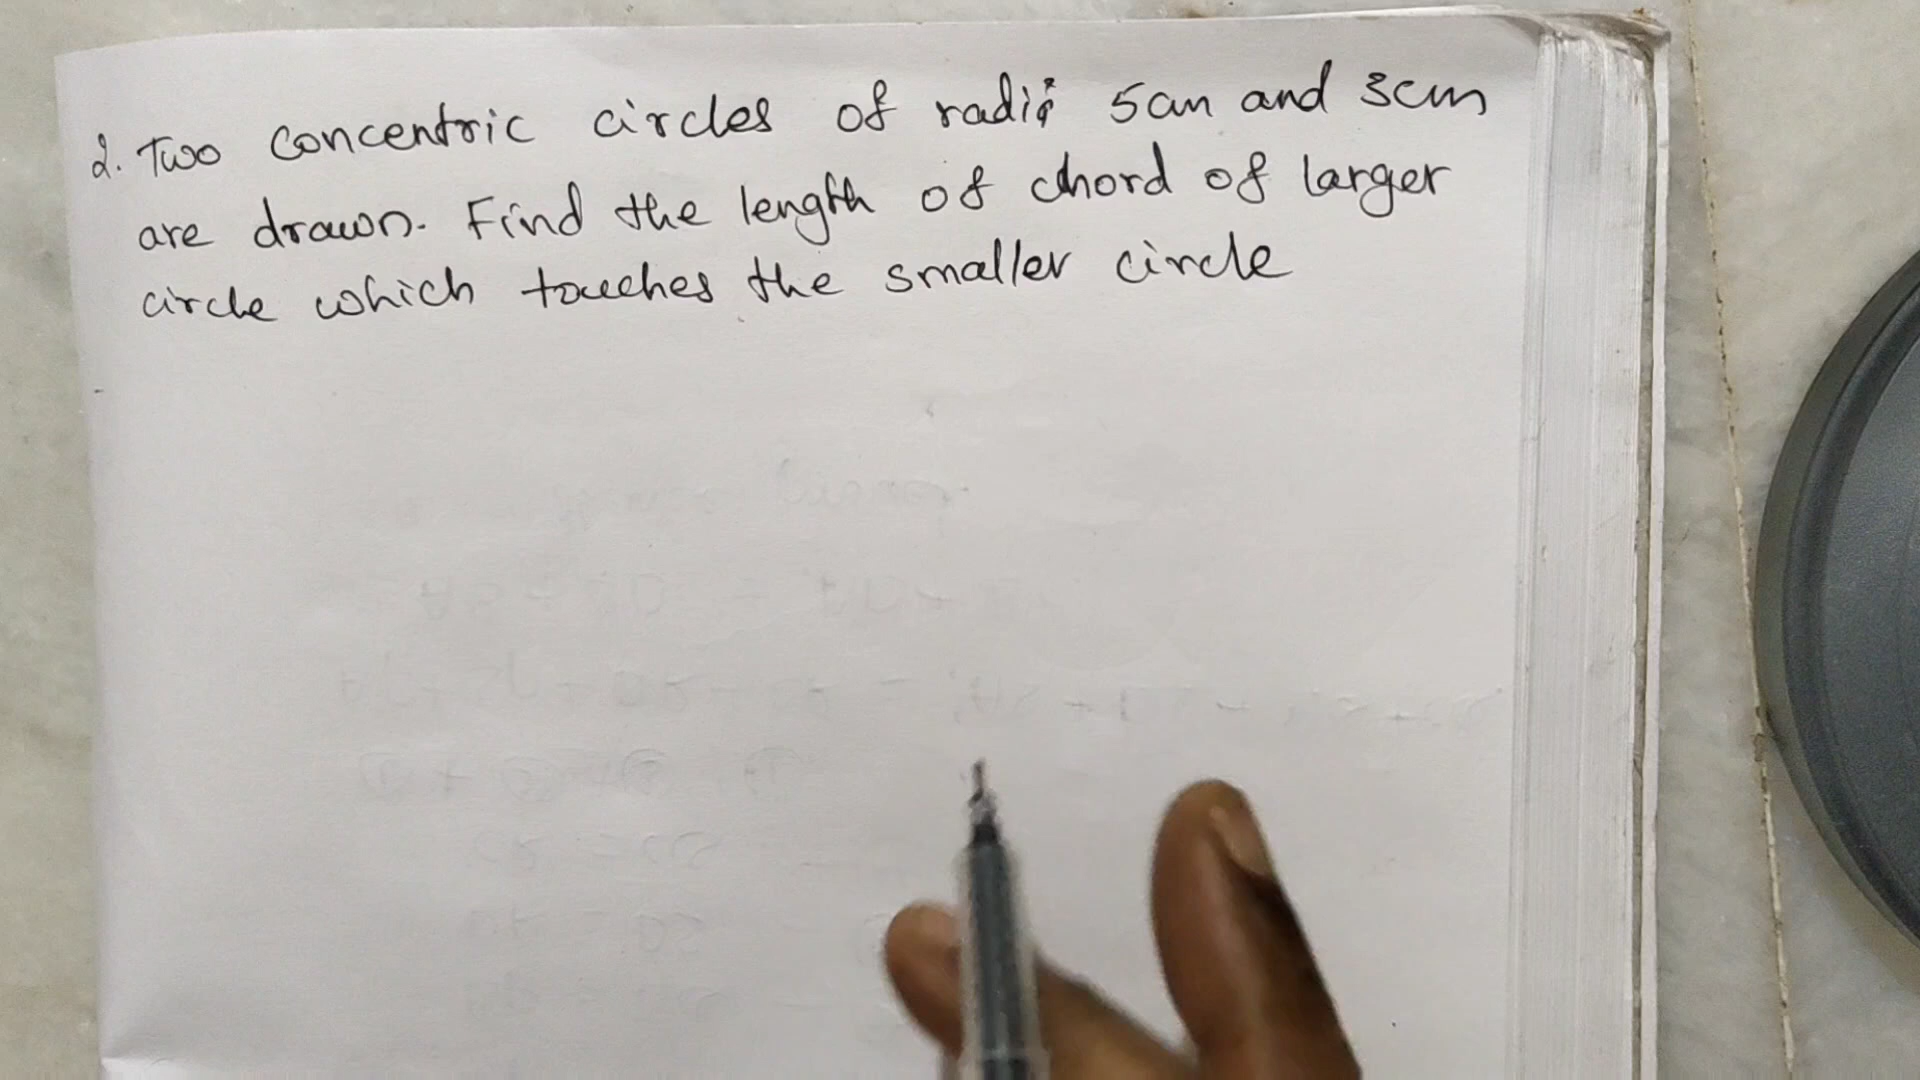 2. Two concentric circles of radii 5cm and 3cm
are drawn. Find the length of chord of larger
circle which touches the smaller circle